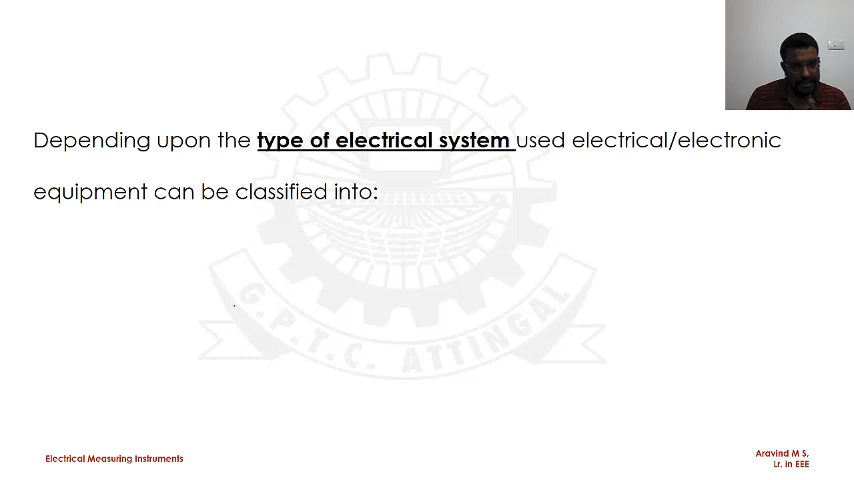 Depending upon the type of electrical system used electrical/electronic
equipment can be classified into:
G.P.T.C. ATTINGAL
Electrical Measuring Instruments
Aravind M S,
Lr. in EEE